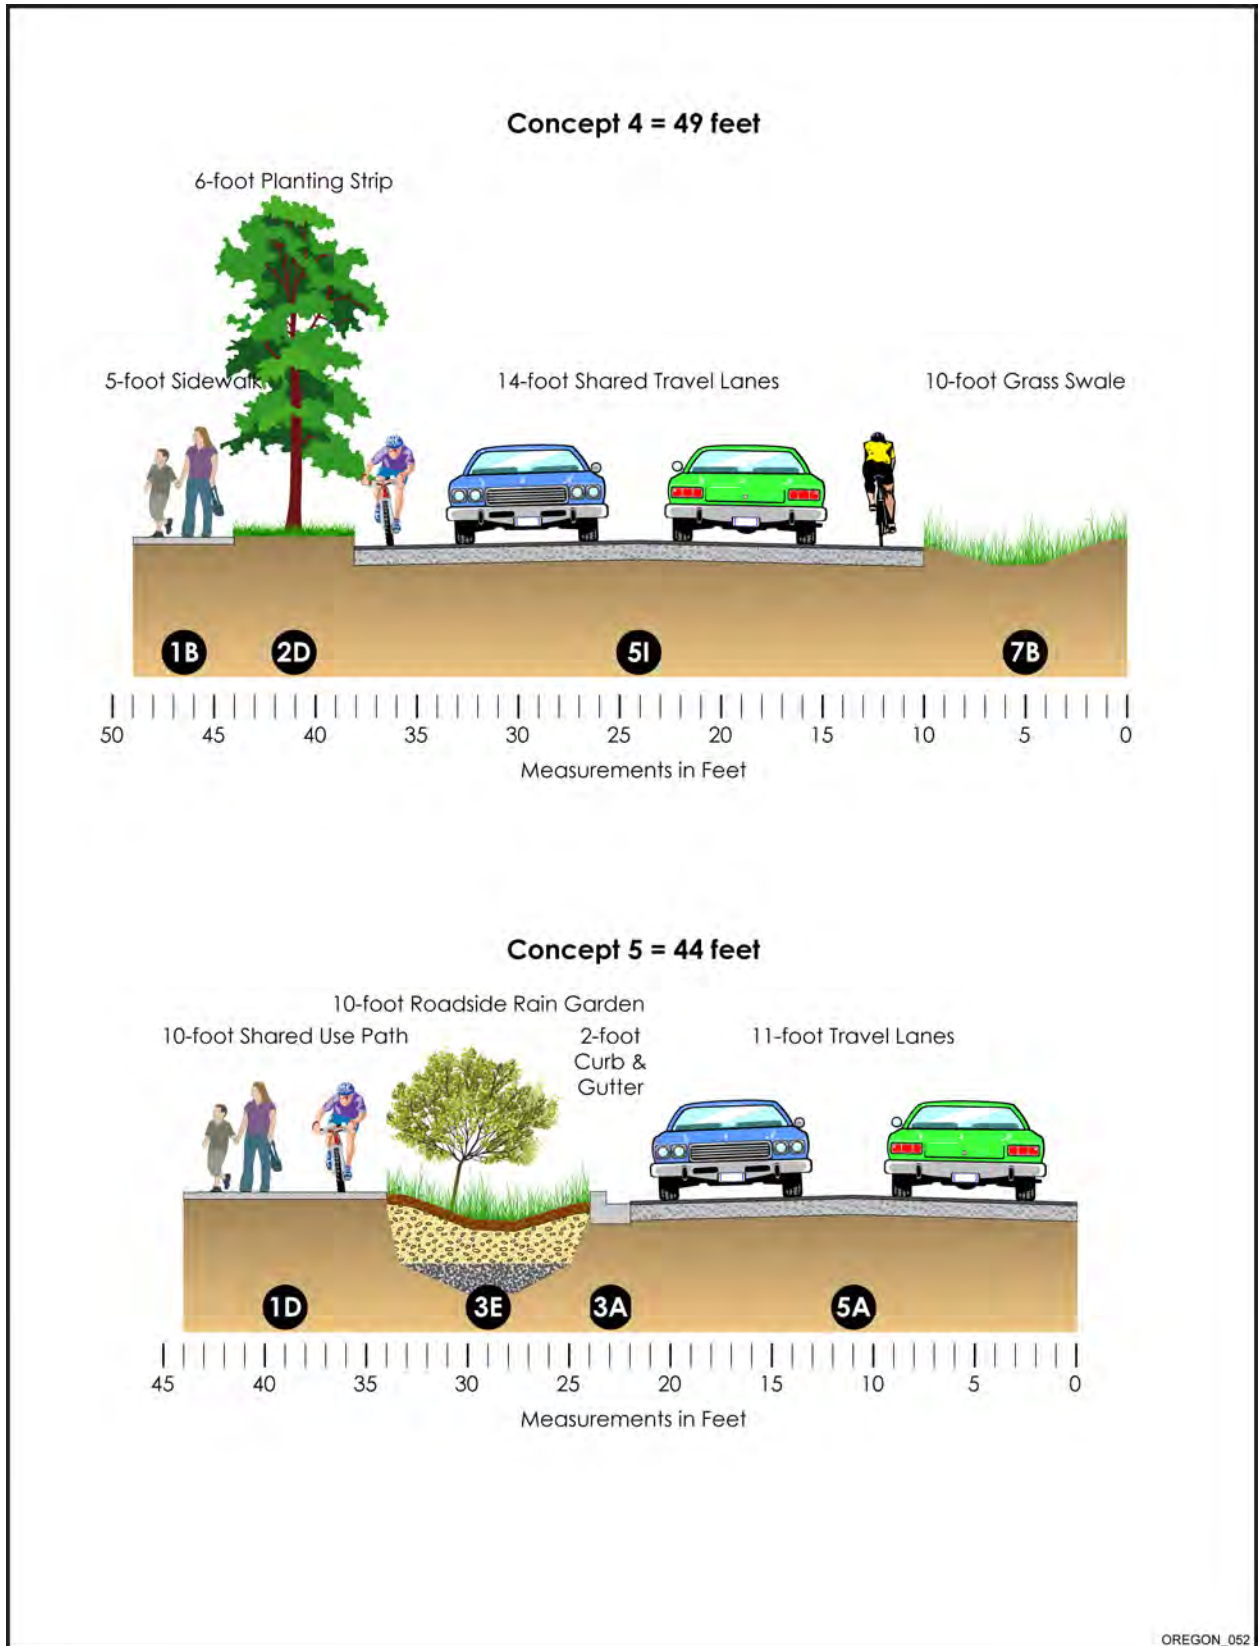 Concept 4 = 49 feet
6-foot Planting Strip
5-foot Sidewalk
14-foot Shared Travel Lanes
10-foot Grass Swale
1B
2D
5I
7B
50 45 40 35 30 25 20 15 10 5 0
Measurements in Feet
Concept 5 = 44 feet
10-foot Roadside Rain Garden
10-foot Shared Use Path
2-foot
Curb &
Gutter
11-foot Travel Lanes
1D
3E
3A
5A
45 40 35 30 25 20 15 10 5 0
Measurements in Feet
OREGON_052